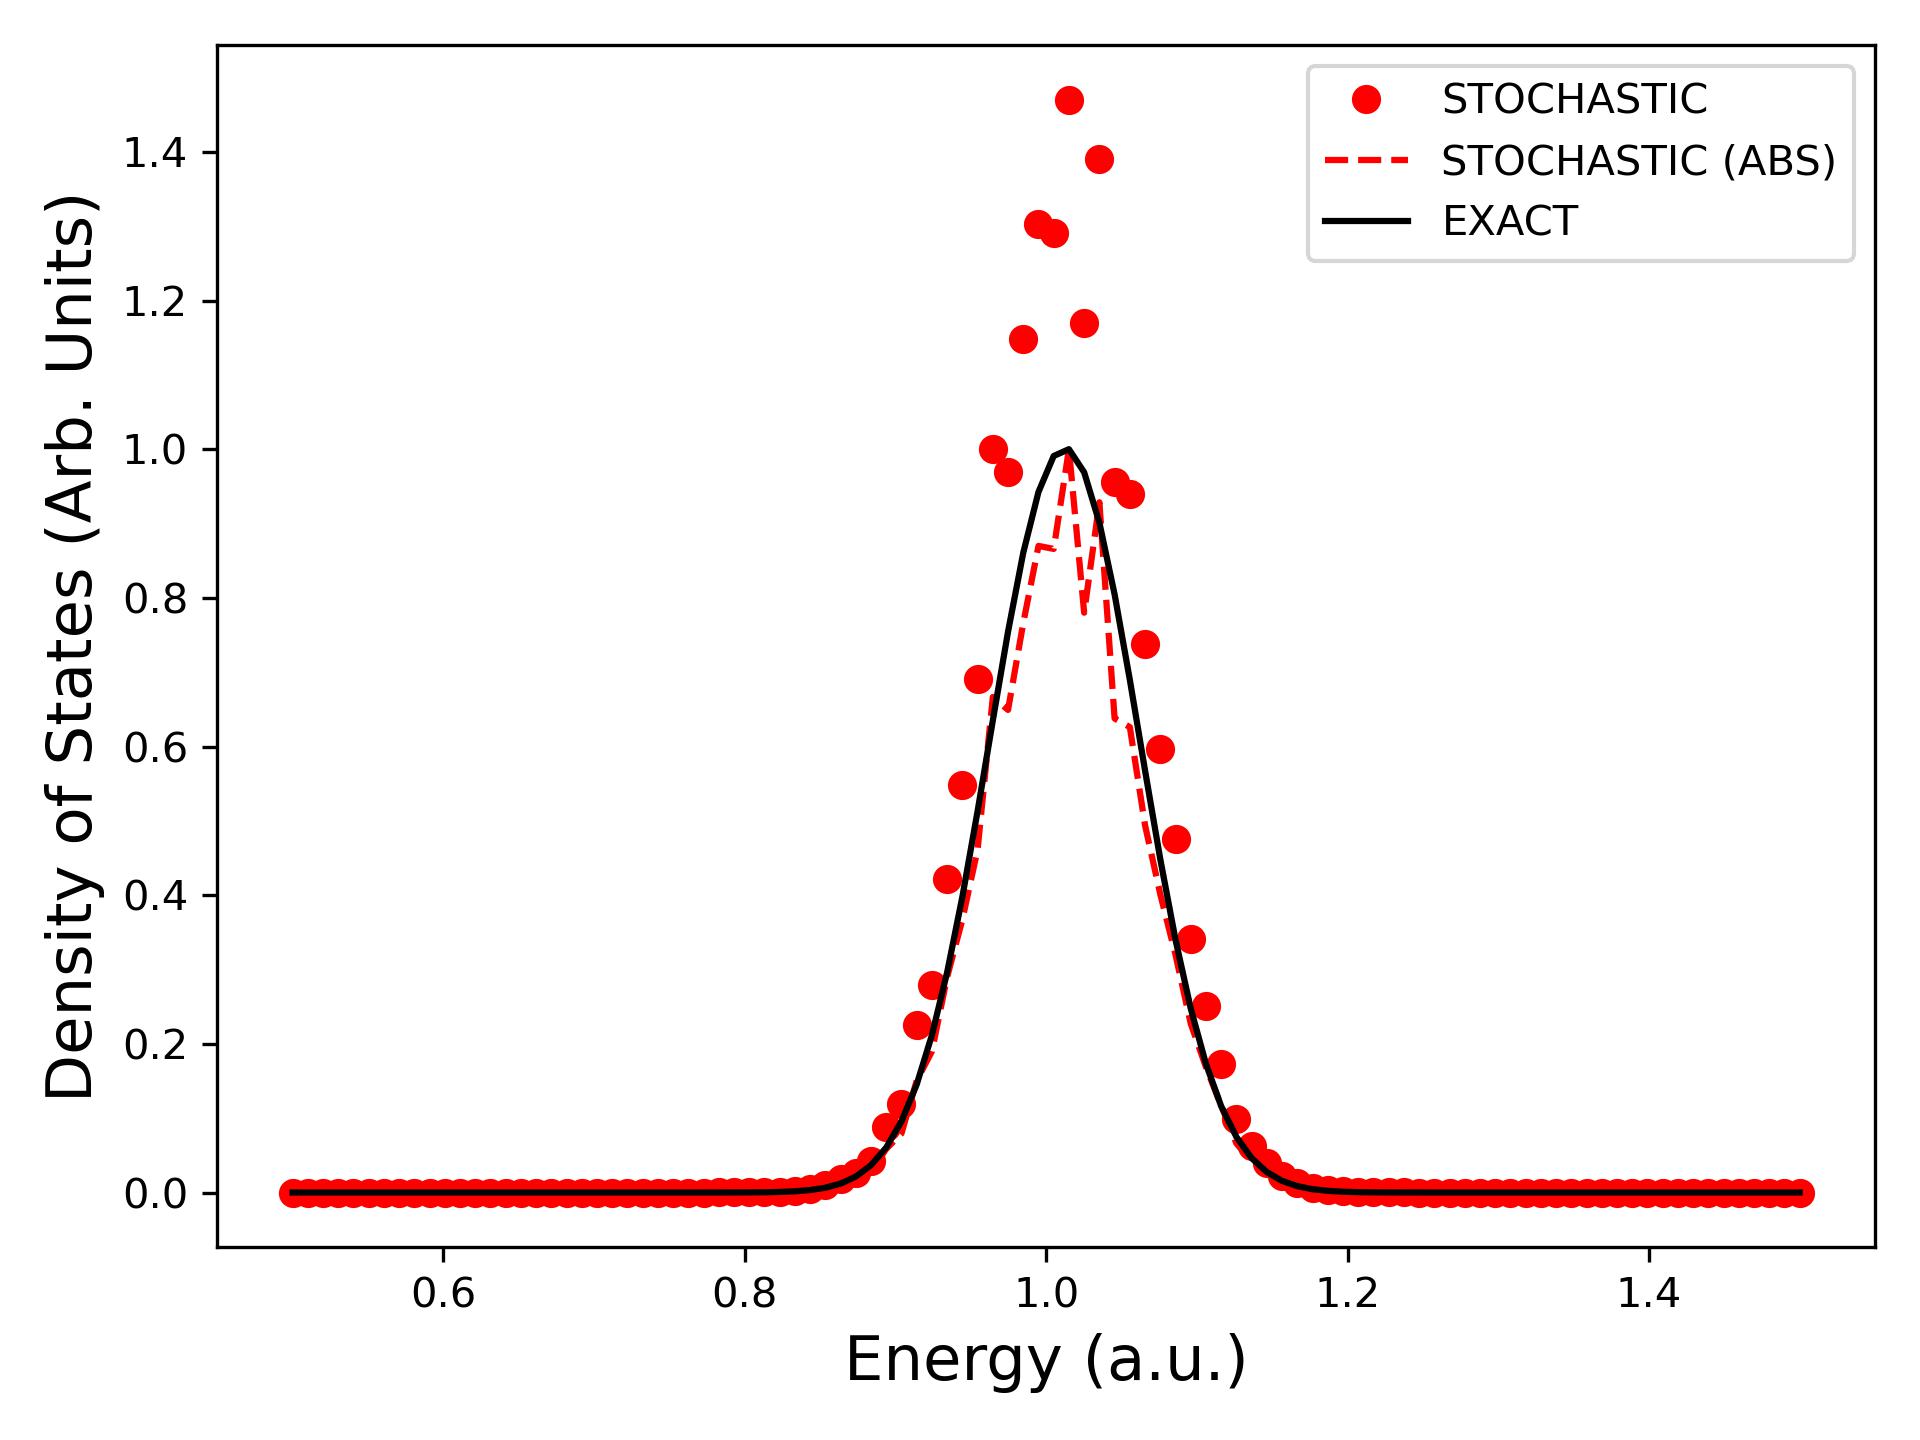 STOCHASTIC
STOCHASTIC (ABS)
EXACT
Density of States (Arb. Units)
1.4
1.2
1.0
0.8
0.6
0.4
0.2
0.0
0.6 0.8 1.0 1.2 1.4
Energy (a.u.)